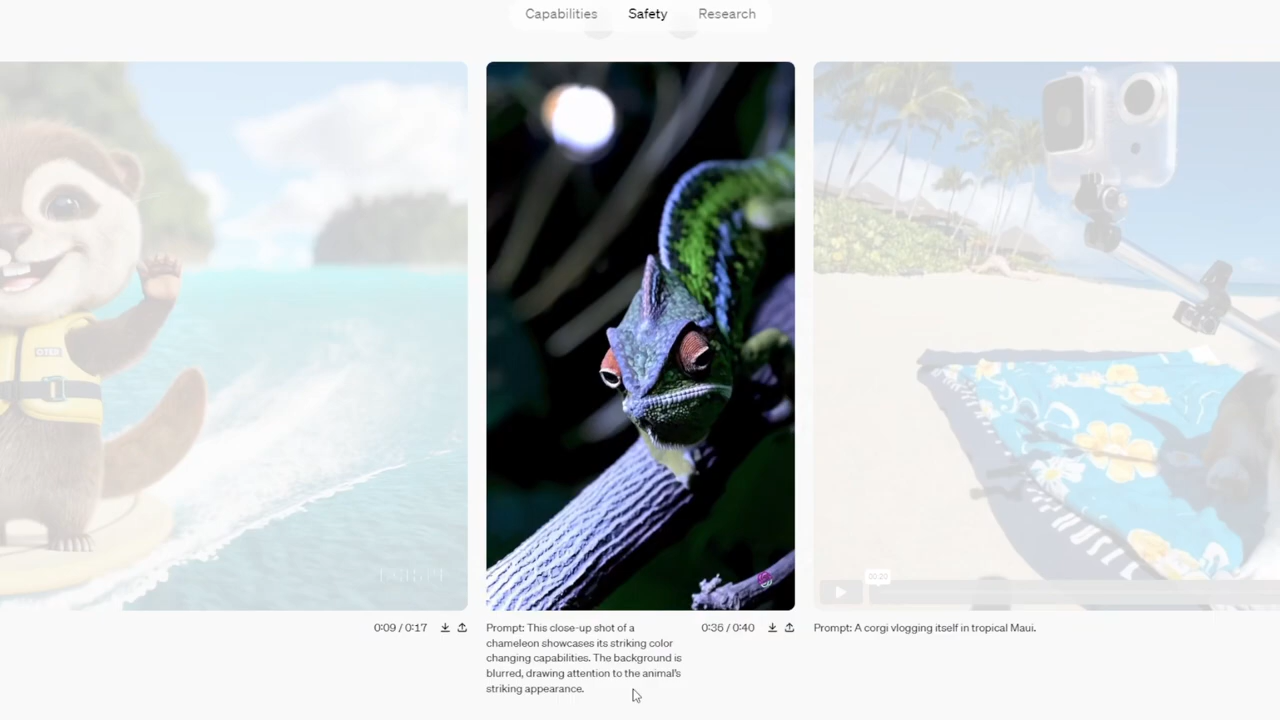 Capabilities
Safety
Research
00:20
0:09 / 0:17
Prompt: This close-up shot of a
chameleon showcases its striking color
changing capabilities. The background is
blurred, drawing attention to the animal's
striking appearance.
0:36 / 0:40
Prompt: A corgi vlogging itself in tropical Maui.